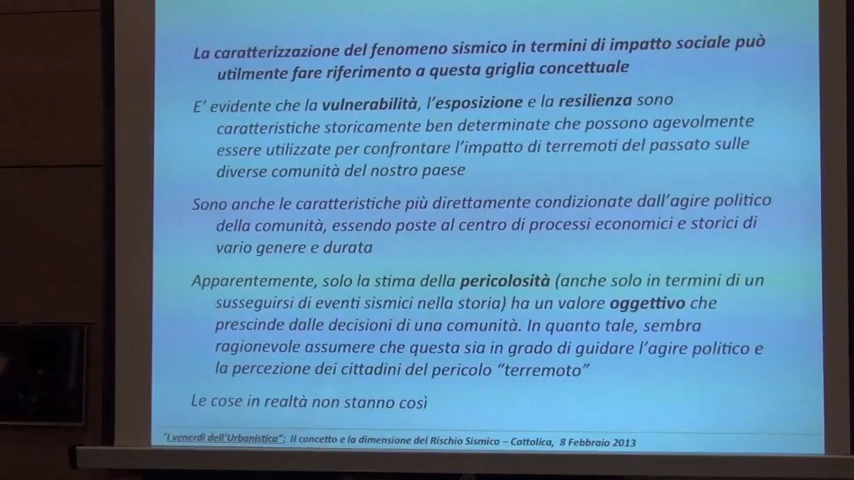 La caratterizzazione del fenomeno sismico in termini di impatto sociale può
utilmente fare riferimento a questa griglia concettuale
E' evidente che la vulnerabilità, l'esposizione e la resilienza sono
caratteristiche storicamente ben determinate che possono agevolmente
essere utilizzate per confrontare l'impatto di terremoti del passato sulle
diverse comunità del nostro paese
Sono anche le caratteristiche più direttamente condizionate dall'agire politico
della comunità, essendo poste al centro di processi economici e storici di
vario genere e durata
Apparentemente, solo la stima della pericolosità (anche solo in termini di un
susseguirsi di eventi sismici nella storia) ha un valore oggettivo che
prescinde dalle decisioni di una comunità. In quanto tale, sembra
ragionevole assumere che questa sia in grado di guidare l'agire politico e
la percezione dei cittadini del pericolo "terremoto"
Le cose in realtà non stanno così
"I venerdì dell'Urbanistica"; Il concetto e la dimensione del Rischio Sismico – Cattolica, 8 Febbraio 2013